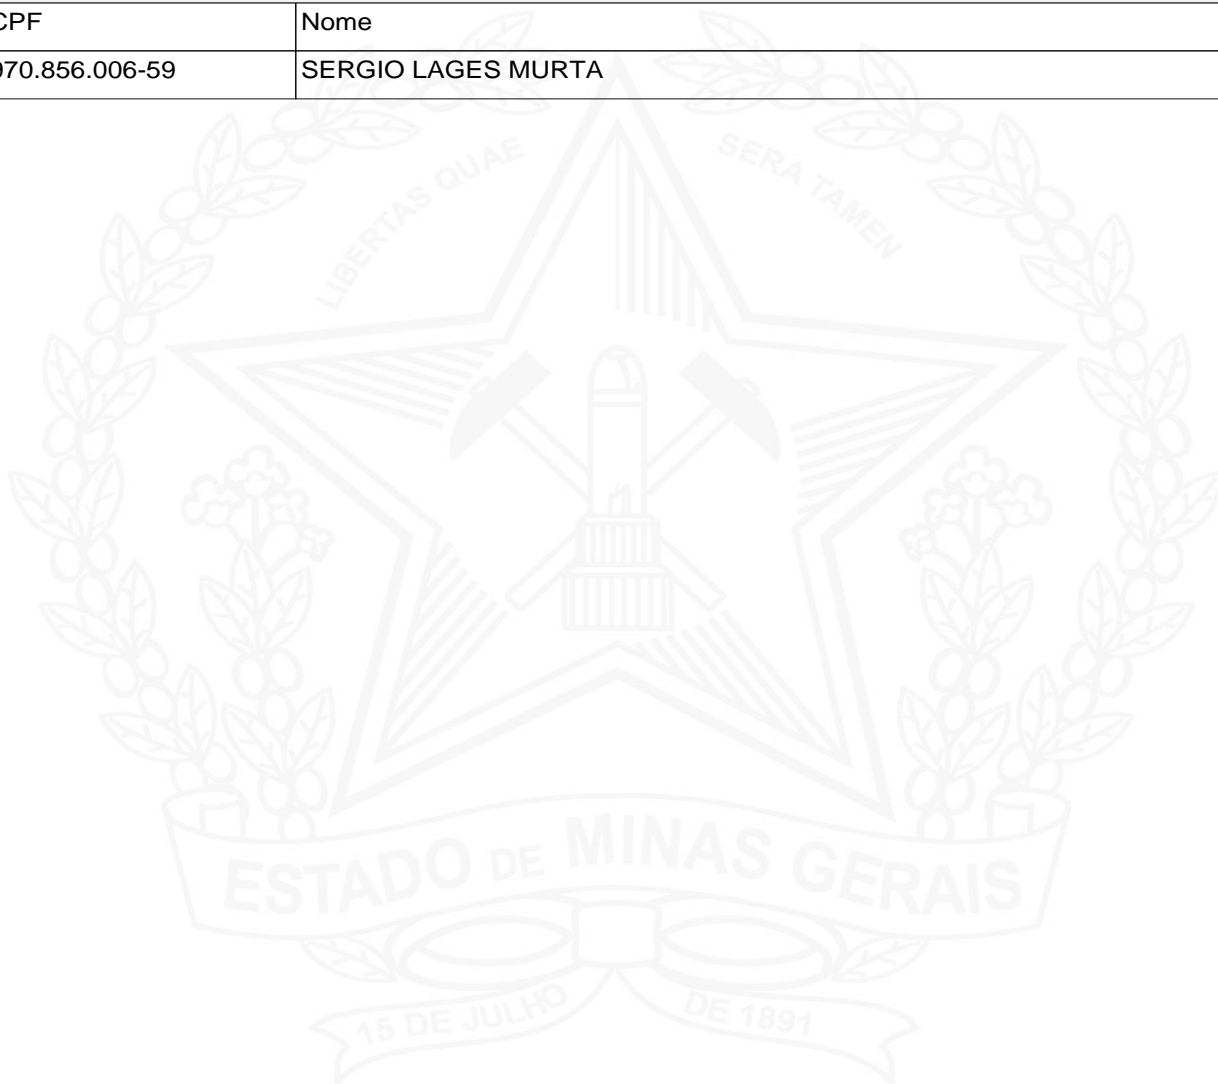 CPF Nome
970.856.006-59 SERGIO LAGES MURTA
LIBERTAS QUAE SERA TAMEN
ESTADO DE MINAS GERAIS
15 DE JULHO DE 1891